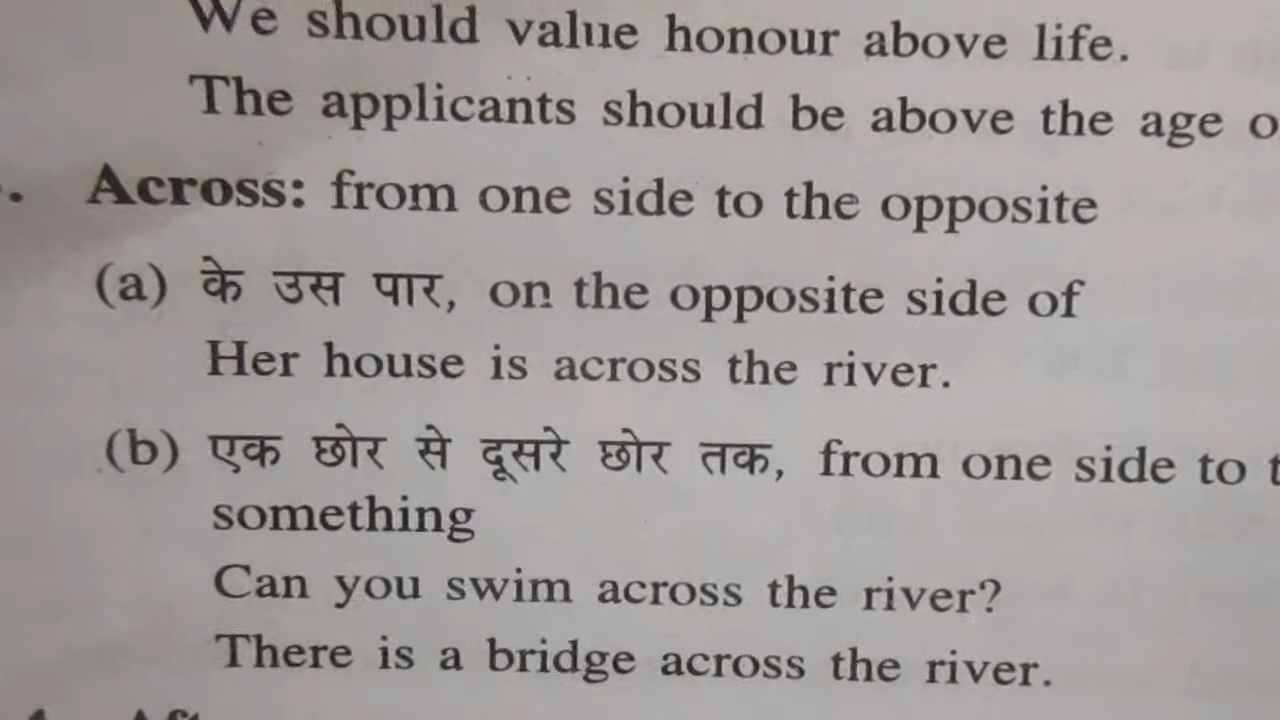 We should value honour above life.
The applicants should be above the age
. Across: from one side to the opposite
(a) के उस पार, on the opposite side of
Her house is across the river.
(b) एक छोर से दूसरे छोर तक, from one side to
something
Can you swim across the river?
There is a bridge across the river.